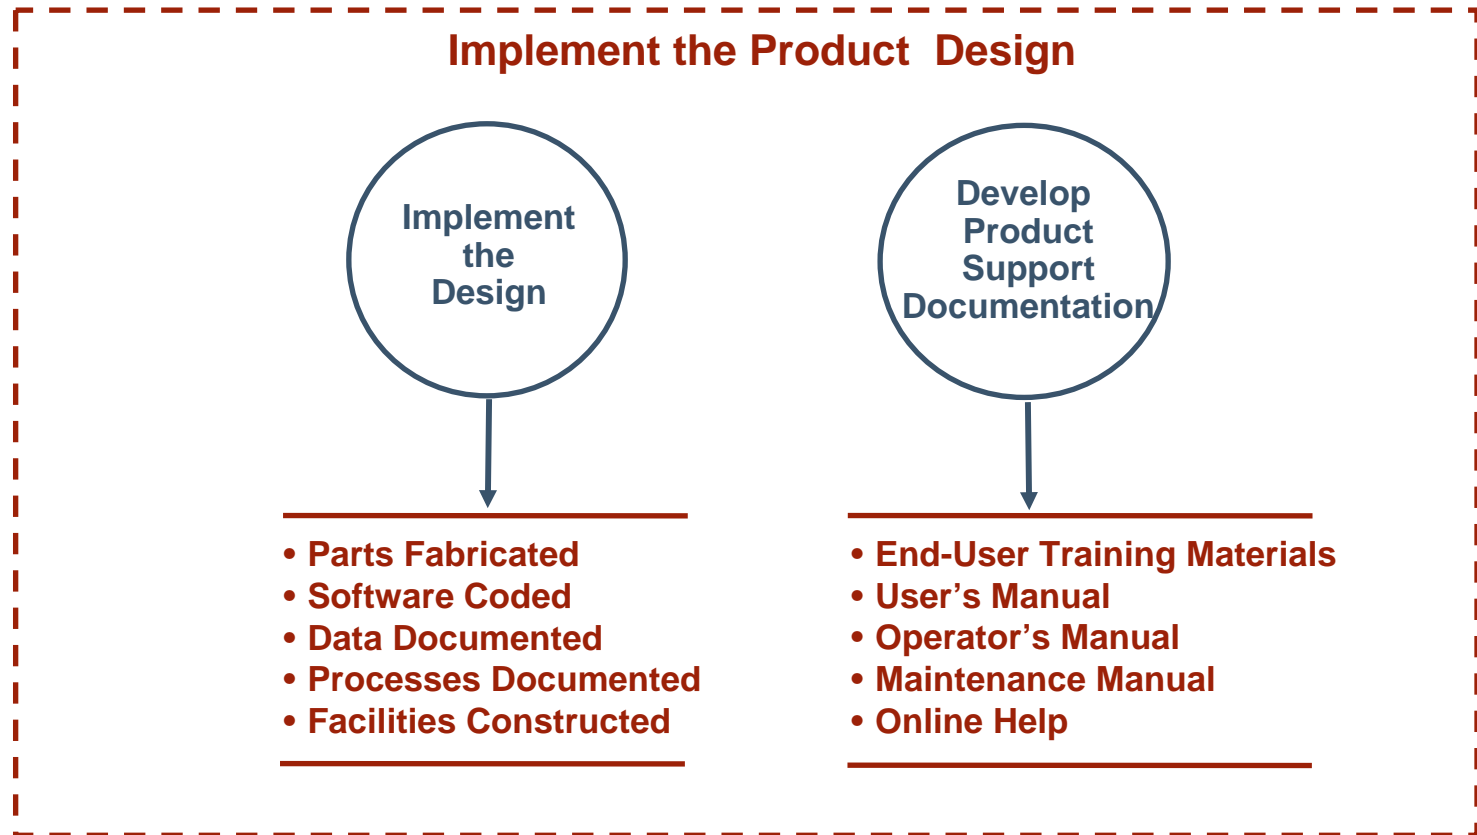 Implement the Product Design
Implement
the
Design
Develop
Product
Support
Documentation
• Parts Fabricated
• Software Coded
• Data Documented
• Processes Documented
• Facilities Constructed
• End-User Training Materials
• User’s Manual
• Operator’s Manual
• Maintenance Manual
• Online Help